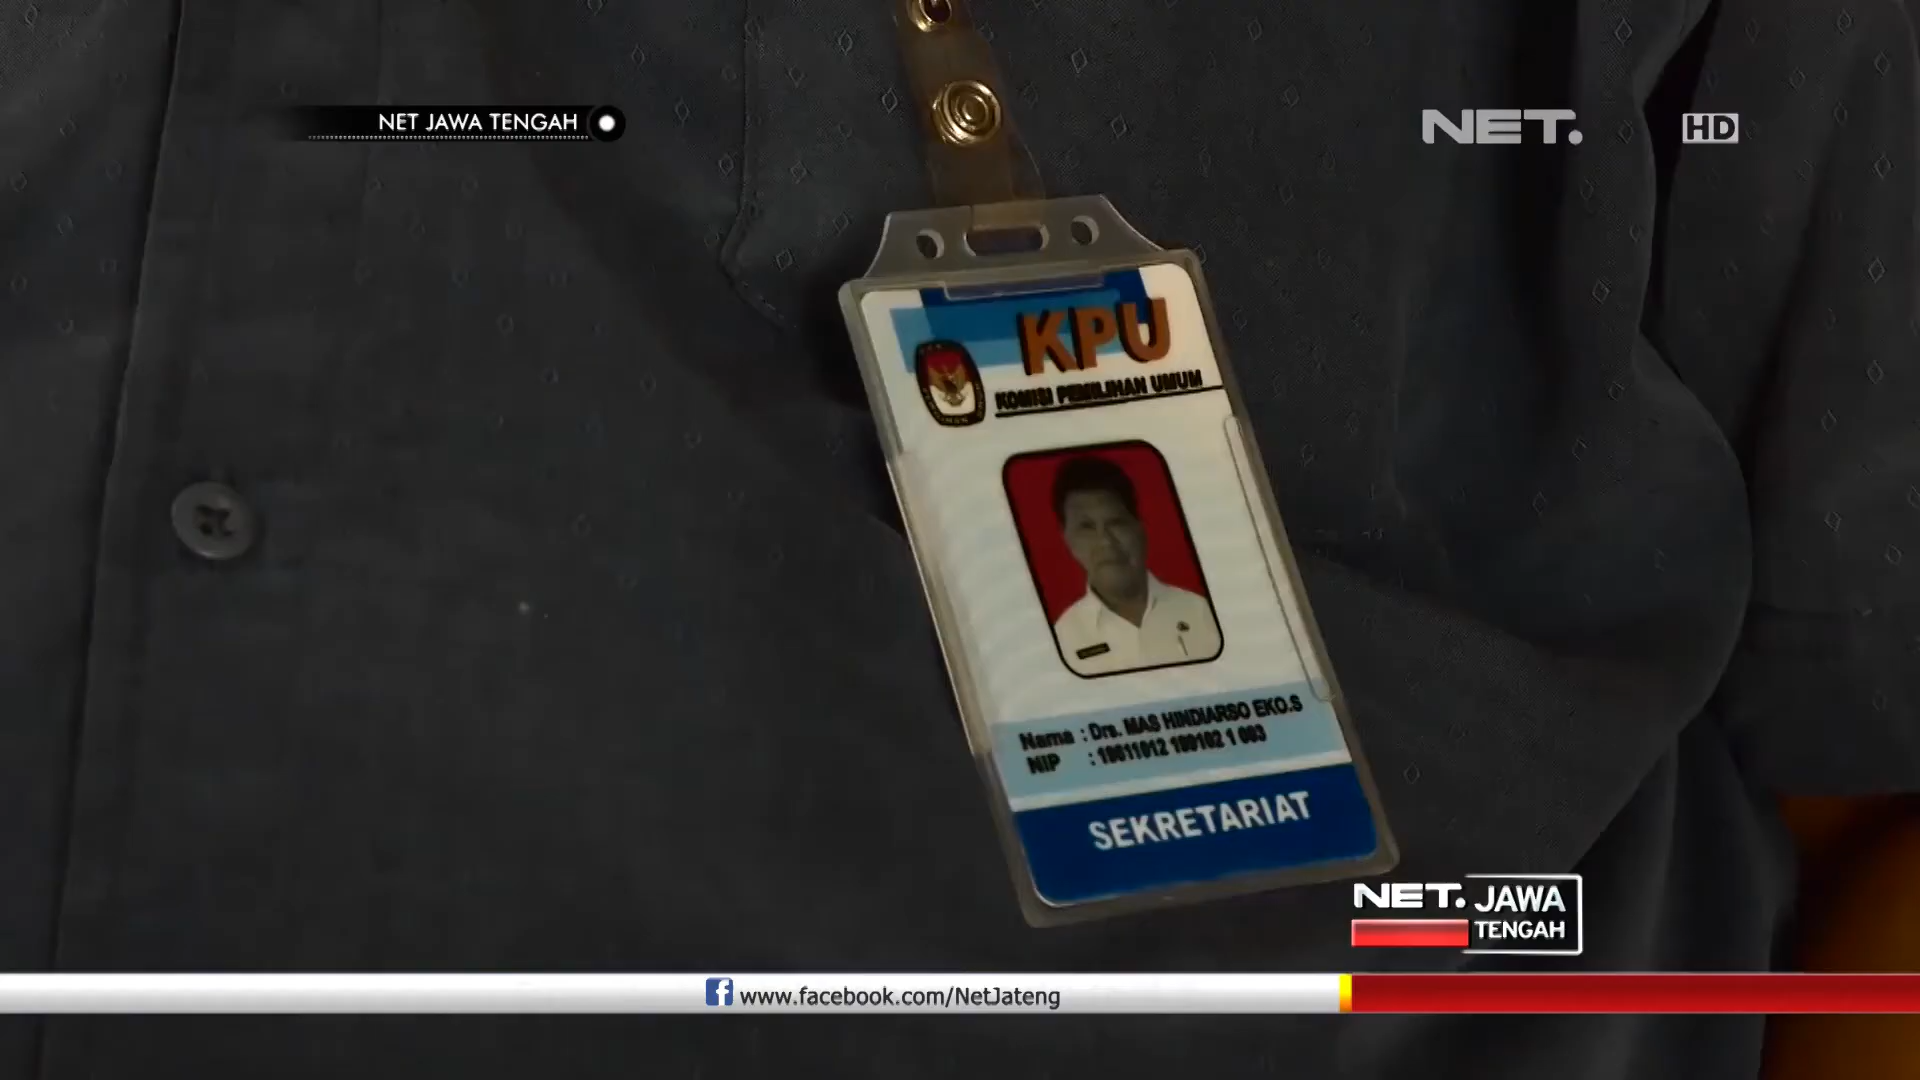 NET JAWA TENGAH
NET.
HD
KPU
KOMISI PEMILIHAN UMUM
Nama : Drs. MAS HINDIARSO EKO.S
NIP :
SEKRETARIAT
NET. JAWA
TENGAH
www.facebook.com/NetJateng